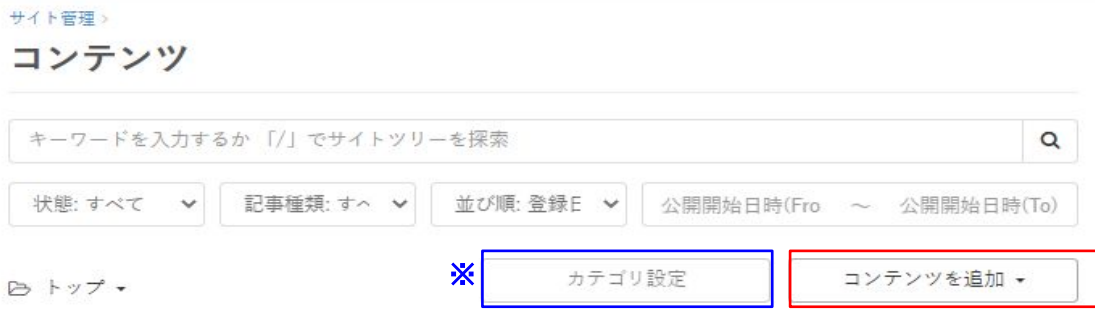 サイト管理 >
コンテンツ
キーワードを入力するか 「/」でサイトツリーを探索
状態: すべて 記事種類: すへ 並び順: 登録E 公開開始日時(Fro ～ 公開開始日時(To)
トップ ※ カテゴリ設定 コンテンツを追加